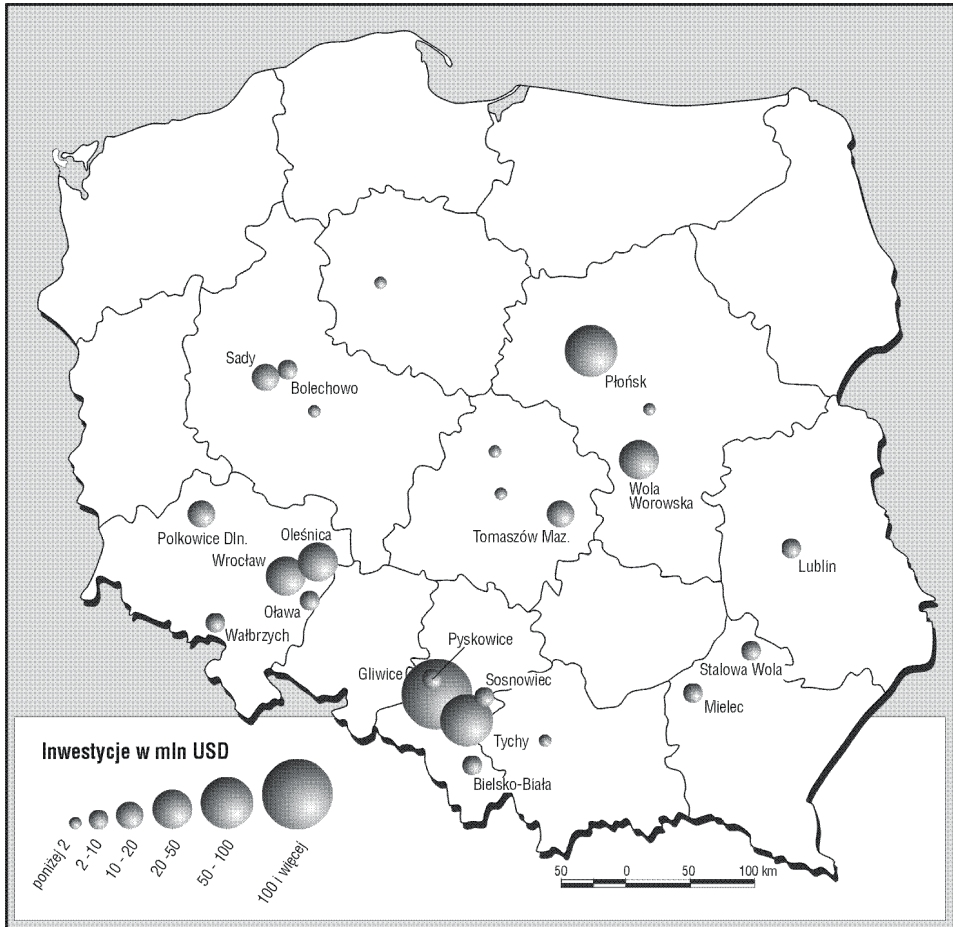 Sady
Bolechowo
Płońsk
Wola
Worowska
Polkowice Dln.
Oleśnica
Tomaszów Maz.
Wrocław
Lublin
Oława
Wałbrzych
Pyskowice
Gliwice
Sosnowiec
Stalowa Wola
Mielec
Tychy
Bielsko-Biała
Inwestycje w mln USD
poniżej 2
2 - 10
10 - 20
20 -50
50 - 100
100 i więcej
50 0 50 100 km